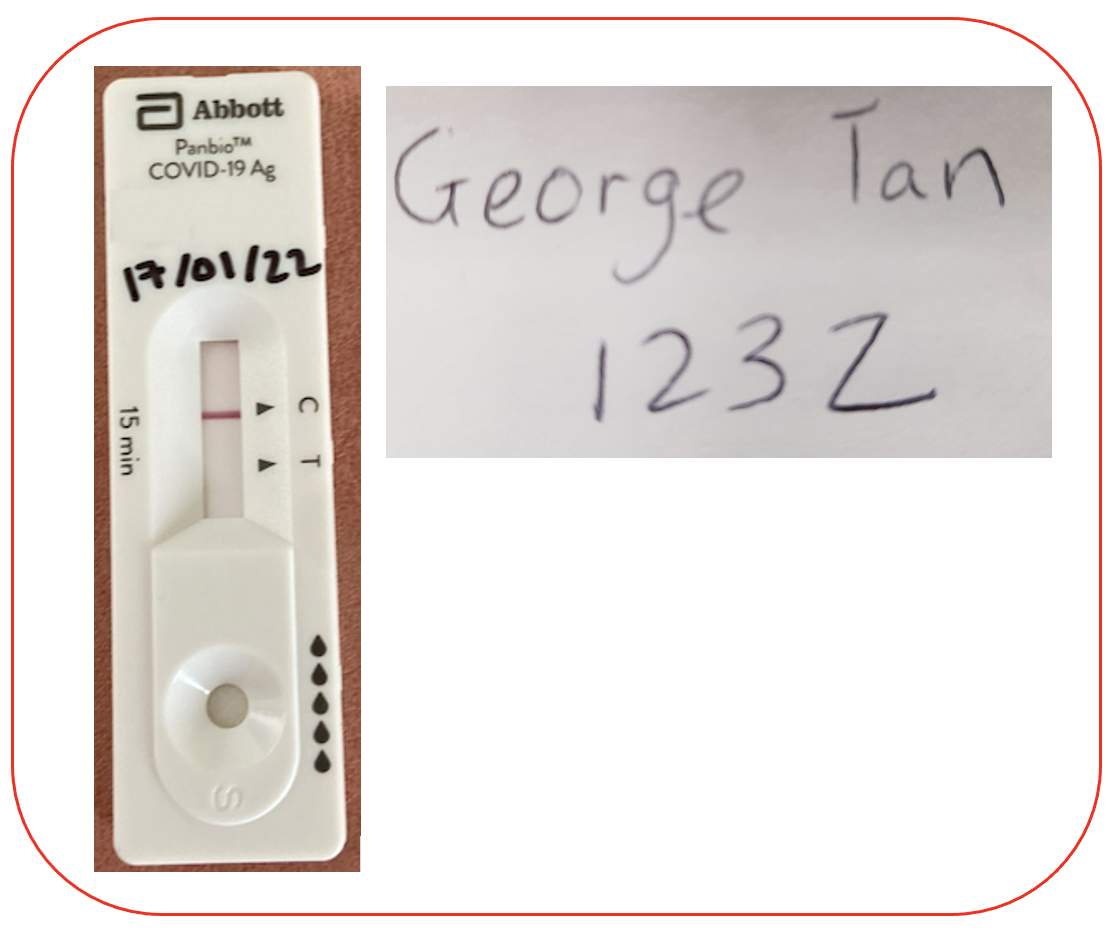 Abbott
Panbio™
COVID-19 Ag
17/01/22
15 min
C
T
S
George Tan
123Z